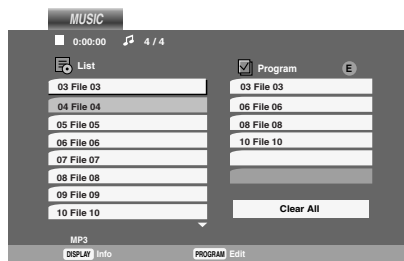 MUSIC
0:00:00 4 / 4
List
03 File 03
04 File 04
05 File 05
06 File 06
07 File 07
08 File 08
09 File 09
10 File 10
Program E
03 File 03
06 File 06
08 File 08
10 File 10
Clear All
MP3
DISPLAY Info PROGRAM Edit